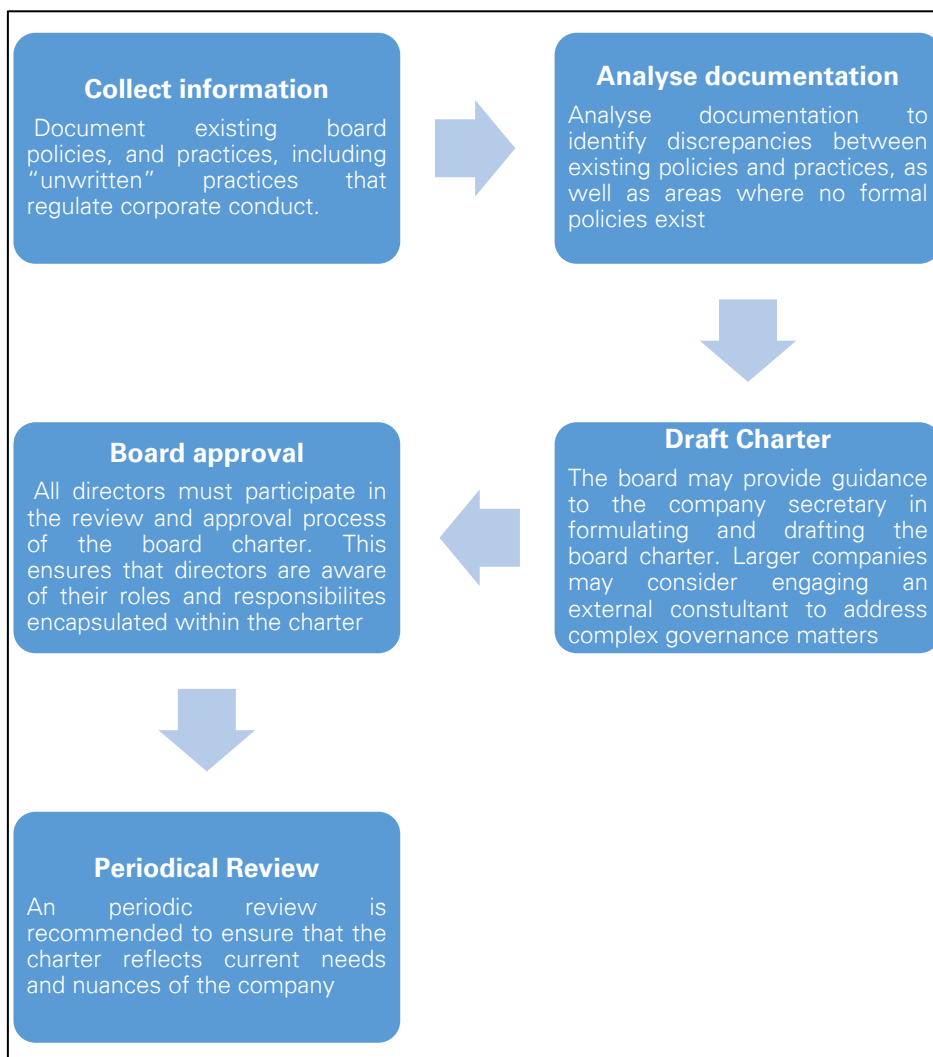 Collect information
Document existing board
policies, and practices, including
“unwritten” practices that
regulate corporate conduct.
Analyse documentation
Analyse documentation to
identify discrepancies between
existing policies and practices, as
well as areas where no formal
policies exist
Draft Charter
The board may provide guidance
to the company secretary in
formulating and drafting the
board charter. Larger companies
may consider engaging an
external constultant to address
complex governance matters
Board approval
All directors must participate in
the review and approval process
of the board charter. This
ensures that directors are aware
of their roles and responsibilites
encapsulated within the charter
Periodical Review
An periodic review is
recommended to ensure that the
charter reflects current needs
and nuances of the company